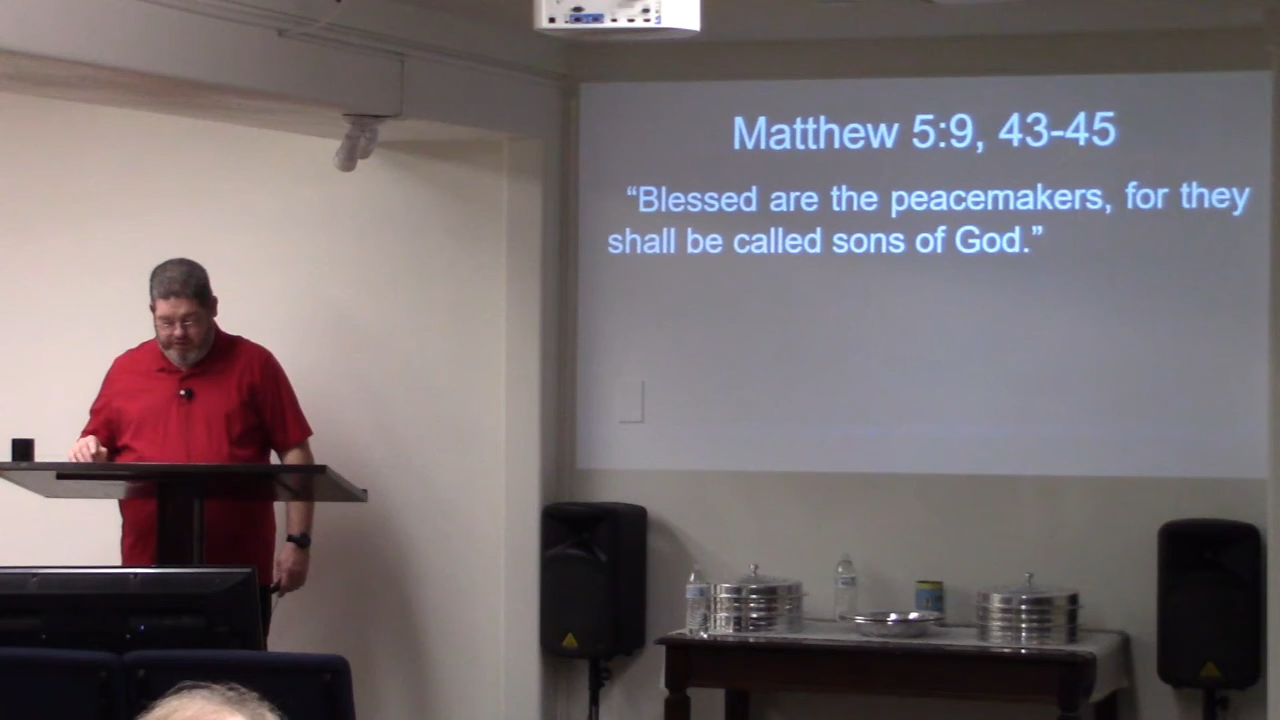 Matthew 5:9, 43-45
“Blessed are the peacemakers, for they
shall be called sons of God.”